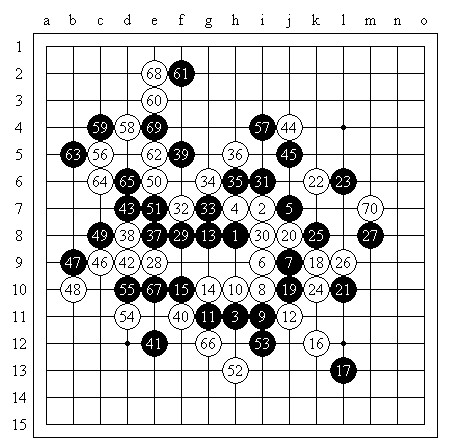 a b c d e f g h i j k l m n o
1
2 68 61
3 60
4 59 58 69 57 44
5 63 56 62 39 36 45
6 64 65 50 34 35 31 22 23
7 43 51 32 33 4 2 5 70
8 49 38 37 29 13 1 30 20 25 27
9 47 46 42 28 6 7 18 26
10 48 55 67 15 14 10 8 19 24 21
11 54 40 11 3 9 12
12 41 66 53 16
13 52 17
14
15